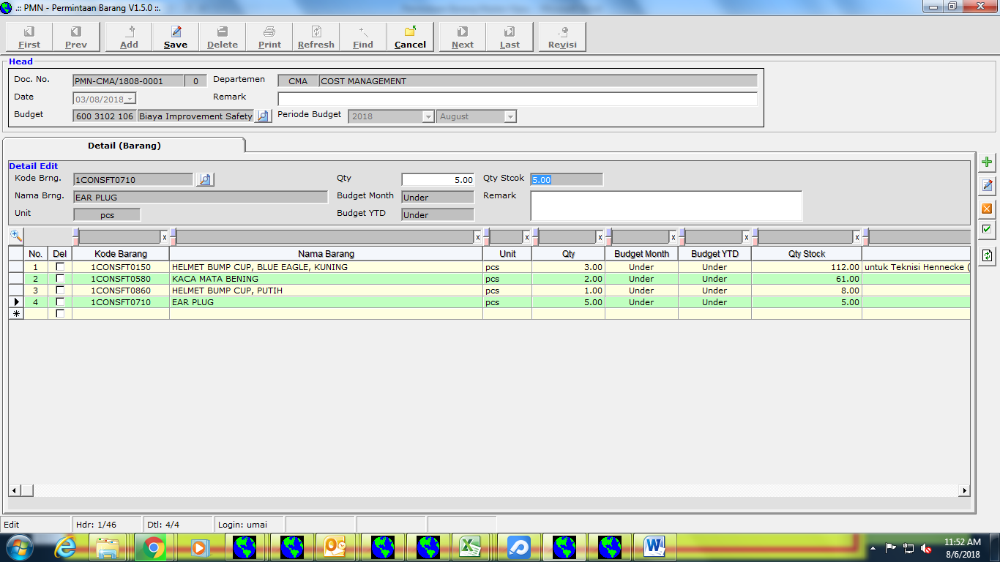 .:: PMN - Permintaan Barang V1.5.0 ::.
First Prev Add Save Delete Print Refresh Find Cancel Next Last Revisi
Head
Doc. No. PMN-CMA/1808-0001 0 Departemen CMA COST MANAGEMENT
Date 03/08/2018 Remark
Budget 600 3102 106 Biaya Improvement Safety Periode Budget 2018 August
Detail (Barang)
Detail Edit
Kode Brng. 1CONSFT0710 Qty 5.00 Qty Stcok 5.00
Nama Brng. EAR PLUG Budget Month Under Remark
Unit pcs Budget YTD Under
No. Del Kode Barang Nama Barang Unit Qty Budget Month Budget YTD Qty Stock
1 1CONSFT0150 HELMET BUMP CUP, BLUE EAGLE, KUNING pcs 3.00 Under Under 112.00 untuk Teknisi Hennecke (
2 1CONSFT0580 KACA MATA BENING pcs 2.00 Under Under 61.00
3 1CONSFT0860 HELMET BUMP CUP, PUTIH pcs 1.00 Under Under 8.00
4 1CONSFT0710 EAR PLUG pcs 5.00 Under Under 5.00
Edit Hdr: 1/46 Dtl: 4/4 Login: umai
11:52 AM
8/6/2018